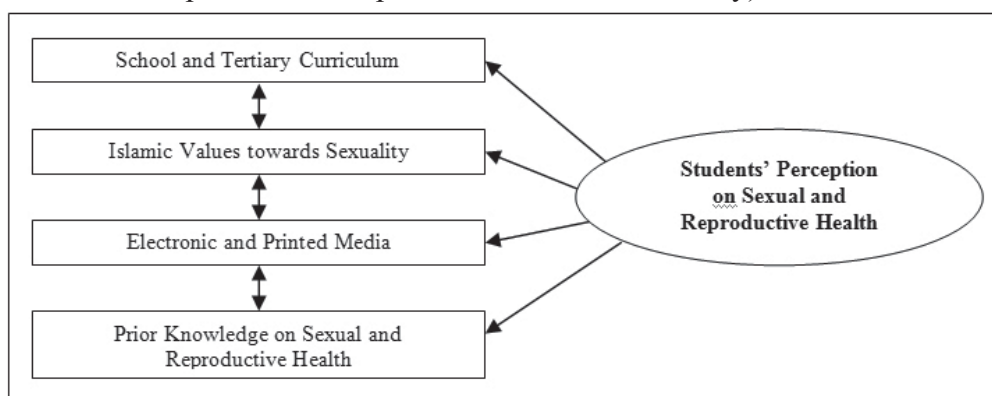 School and Tertiary Curriculum
Islamic Values towards Sexuality
Electronic and Printed Media
Prior Knowledge on Sexual and
Reproductive Health
Students’ Perception
on Sexual and
Reproductive Health